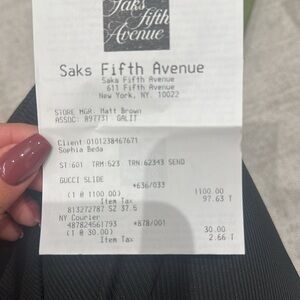 Saks
Fifth
Avenue
Saks Fifth Avenue
Saks Fifth Avenue
611 Fifth Avenue
New York, NY. 10022
STORE MGR: Matt Brown
ASSOC: 897731 GALIT
Client 0101238467671
Sophia Beda
ST:601 TRM:623 TRN:62343 SEND
GUCCI SLIDE
*636/033
(1 @ 1100.00) 1100.00
Item Tax 97.63 T
813272787 S2 37.5
NY Courier
487824561793 *878/001
(1 @ 30.00) 30.00
Item Tax 2.66 T